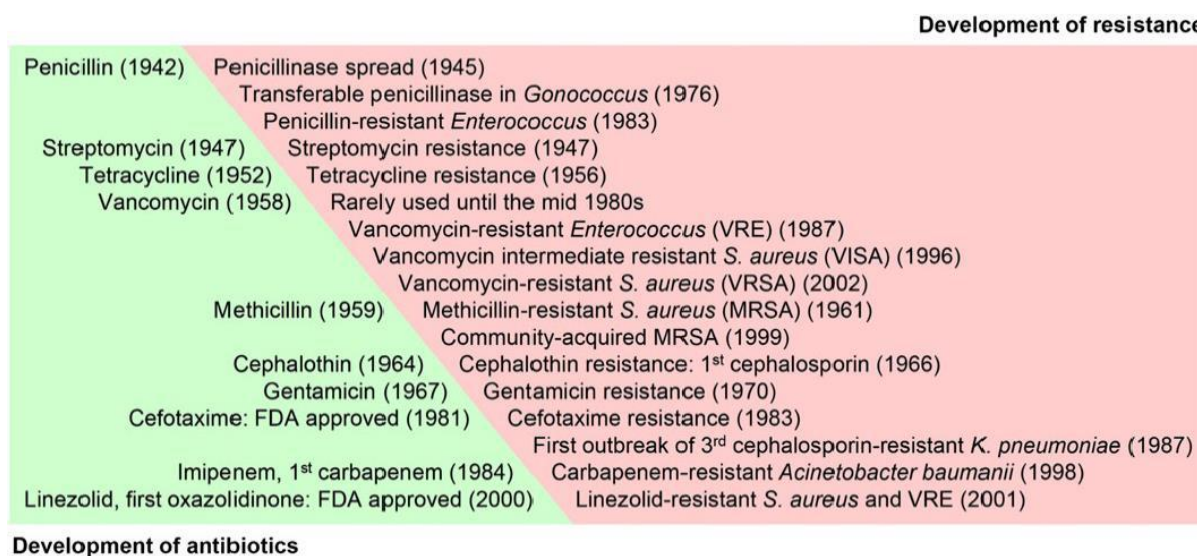 Development of resistance
Penicillin (1942) Penicillinase spread (1945)
Transferable penicillinase in Gonococcus (1976)
Penicillin-resistant Enterococcus (1983)
Streptomycin (1947) Streptomycin resistance (1947)
Tetracycline (1952) Tetracycline resistance (1956)
Vancomycin (1958) Rarely used until the mid 1980s
Vancomycin-resistant Enterococcus (VRE) (1987)
Vancomycin intermediate resistant S. aureus (VISA) (1996)
Vancomycin-resistant S. aureus (VRSA) (2002)
Methicillin (1959) Methicillin-resistant S. aureus (MRSA) (1961)
Community-acquired MRSA (1999)
Cephalothin (1964) Cephalothin resistance: 1st cephalosporin (1966)
Gentamicin (1967) Gentamicin resistance (1970)
Cefotaxime: FDA approved (1981) Cefotaxime resistance (1983)
First outbreak of 3rd cephalosporin-resistant K. pneumoniae (1987)
Imipenem, 1st carbapenem (1984) Carbapenem-resistant Acinetobacter baumanii (1998)
Linezolid, first oxazolidinone: FDA approved (2000) Linezolid-resistant S. aureus and VRE (2001)
Development of antibiotics